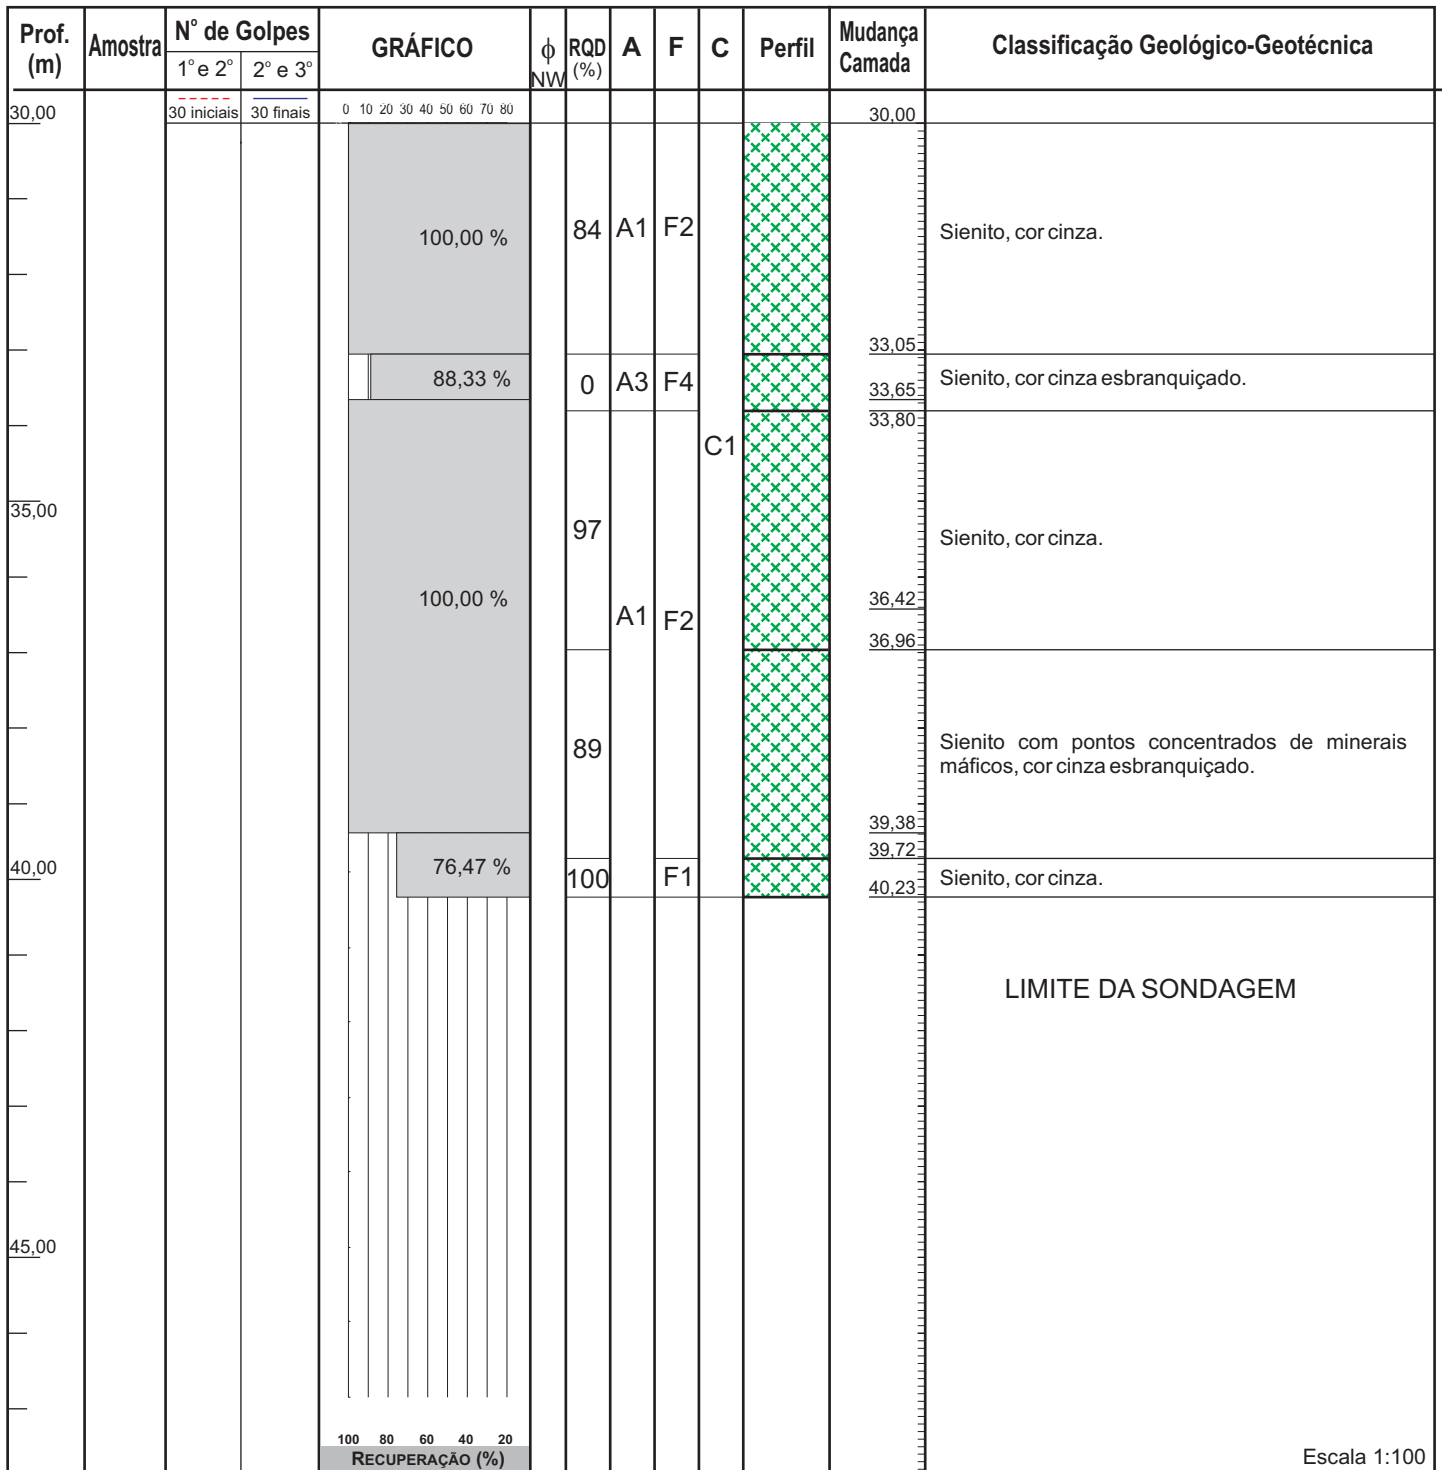 Prof. (m)
Amostra
N° de Golpes
1° e 2°
2° e 3°
GRÁFICO
ϕ NW
RQD (%)
A
F
C
Perfil
Mudança Camada
Classificação Geológico-Geotécnica
30 iniciais
30 finais
0 10 20 30 40 50 60 70 80
30,00
30,00
100,00 %
84
A1
F2
Sienito, cor cinza.
33,05
88,33 %
0
A3
F4
Sienito, cor cinza esbranquiçado.
33,65
33,80
C1
35,00
97
Sienito, cor cinza.
100,00 %
36,42
A1
F2
36,96
89
Sienito com pontos concentrados de minerais
máficos, cor cinza esbranquiçado.
39,38
39,72
76,47 %
40,00
100
F1
Sienito, cor cinza.
40,23
LIMITE DA SONDAGEM
45,00
100 80 60 40 20
RECUPERAÇÃO (%)
Escala 1:100